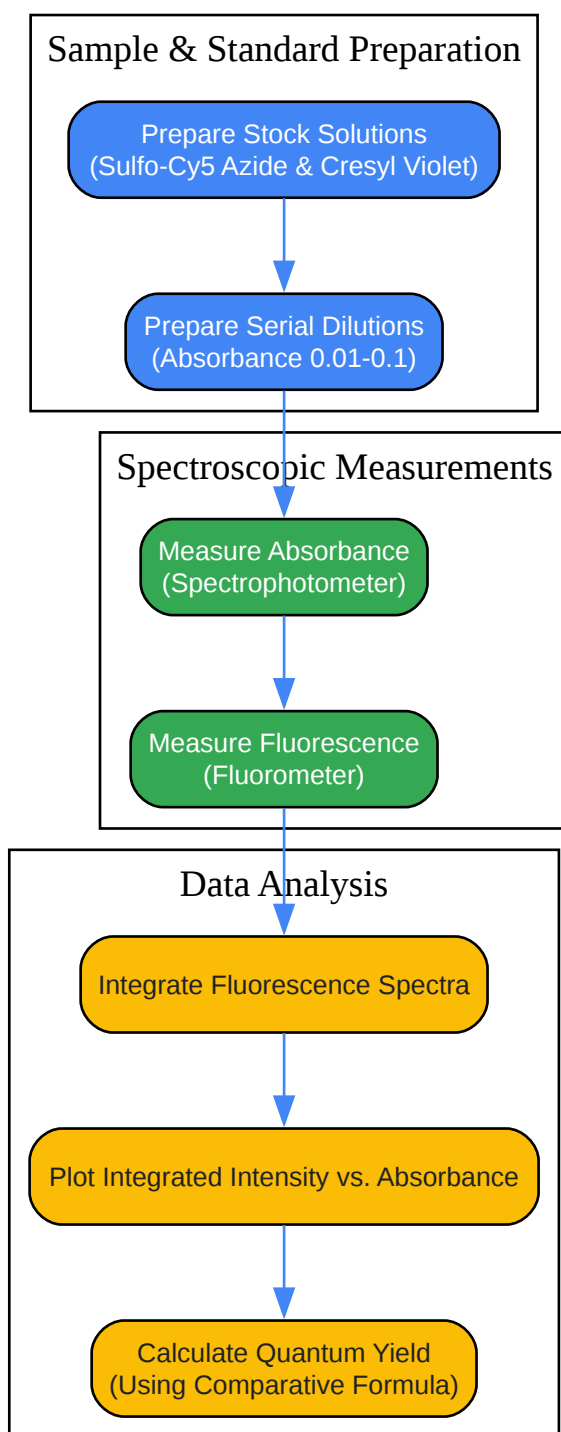 Sample & Standard Preparation
Prepare Stock Solutions
(Sulfo-Cy5 Azide & Cresyl Violet)
Prepare Serial Dilutions
(Absorbance 0.01-0.1)
Spectroscopic Measurements
Measure Absorbance
(Spectrophotometer)
Measure Fluorescence
(Fluorometer)
Data Analysis
Integrate Fluorescence Spectra
Plot Integrated Intensity vs. Absorbance
Calculate Quantum Yield
(Using Comparative Formula)